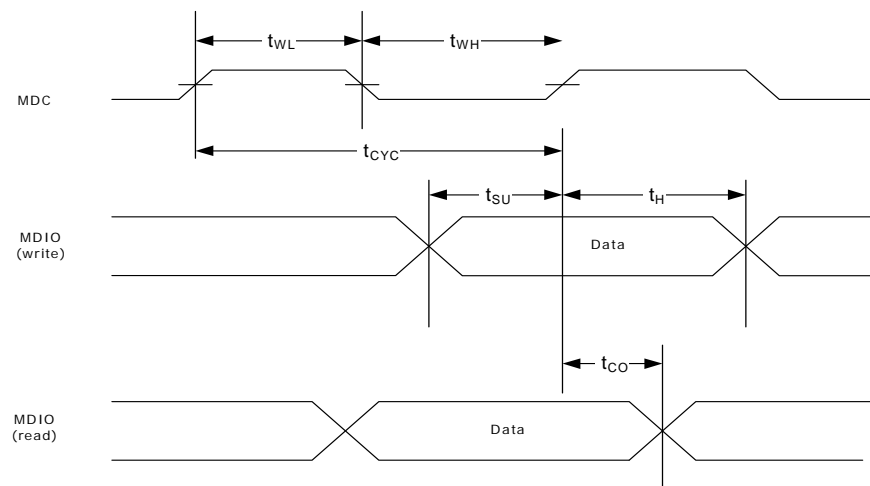 tWL
tWH
MDC
tCYC
tSU
tH
MDIO
(write)
Data
tCO
MDIO
(read)
Data